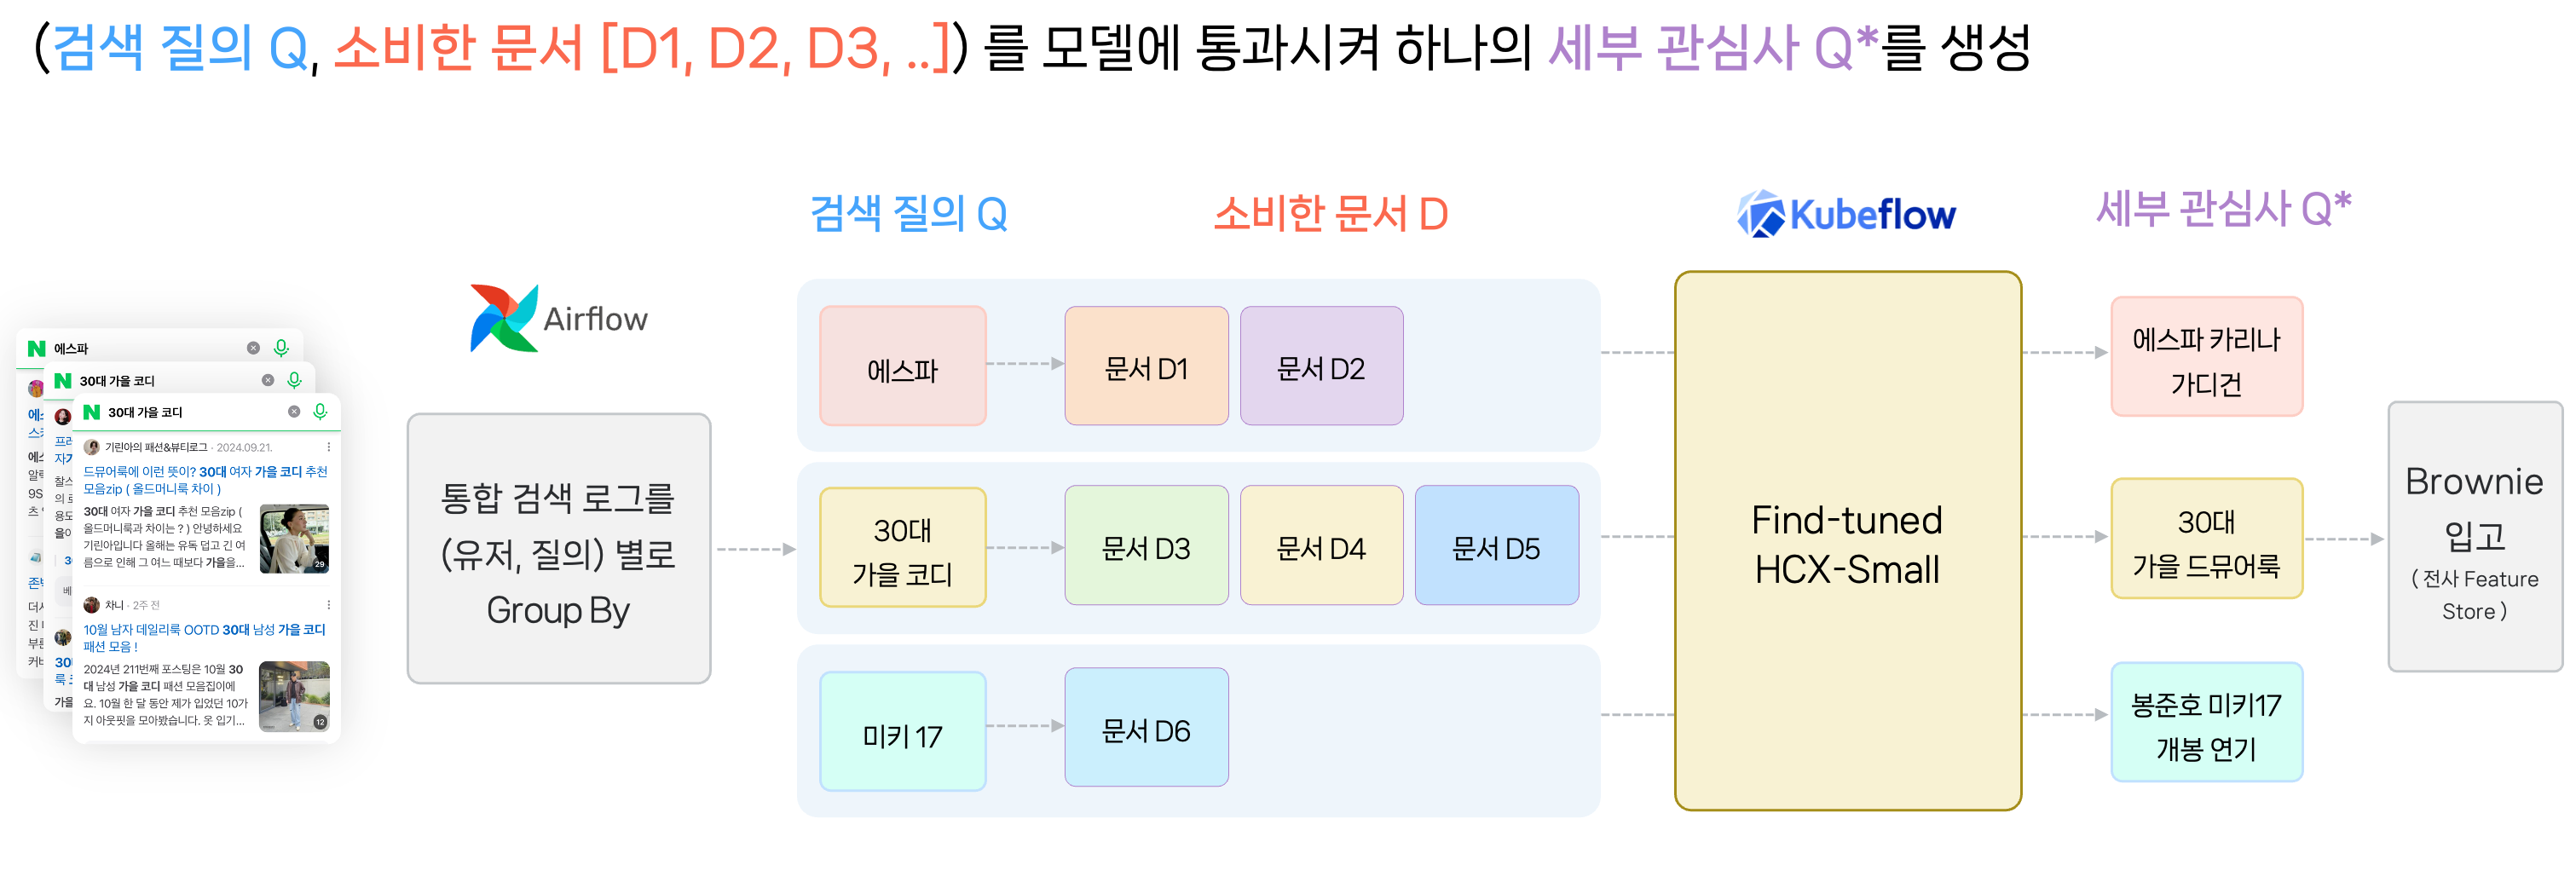 (검색 질의 Q, 소비한 문서 [D1, D2, D3, ..]) 를 모델에 통과시켜 하나의 세부 관심사 Q*를 생성
검색 질의 Q
소비한 문서 D
Kubeflow
세부 관심사 Q*
에스파
30대 가을 코디
N 30대 가을 코디
기린아의 패션&뷰티로그 · 2024.09.21.
드뮤어룩에 이런 뜻이? 30대 여자 가을 코디 추천
모음zip ( 올드머니룩 차이 )
30대 여자 가을 코디 추천 모음zip (
올드머니룩과 차이는 ? ) 안녕하세요
기린아입니다 올해는 유독 덥고 긴 여
름으로 인해 그 여느 때보다 가을을...
29
차니 · 2주 전
10월 남자 데일리룩 OOTD 30대 남성 가을 코디
패션 모음 !
2024년 211번째 포스팅은 10월 30
대 남성 가을 코디 패션 모음집이에
요. 10월 한 달 동안 제가 입었던 10가
지 아웃핏을 모아봤습니다. 옷 입기...
12
Airflow
통합 검색 로그를
(유저, 질의) 별로
Group By
에스파
문서 D1
문서 D2
30대
가을 코디
문서 D3
문서 D4
문서 D5
미키 17
문서 D6
Find-tuned
HCX-Small
에스파 카리나
가디건
30대
가을 드뮤어룩
봉준호 미키17
개봉 연기
Brownie
입고
( 전사 Feature
Store )